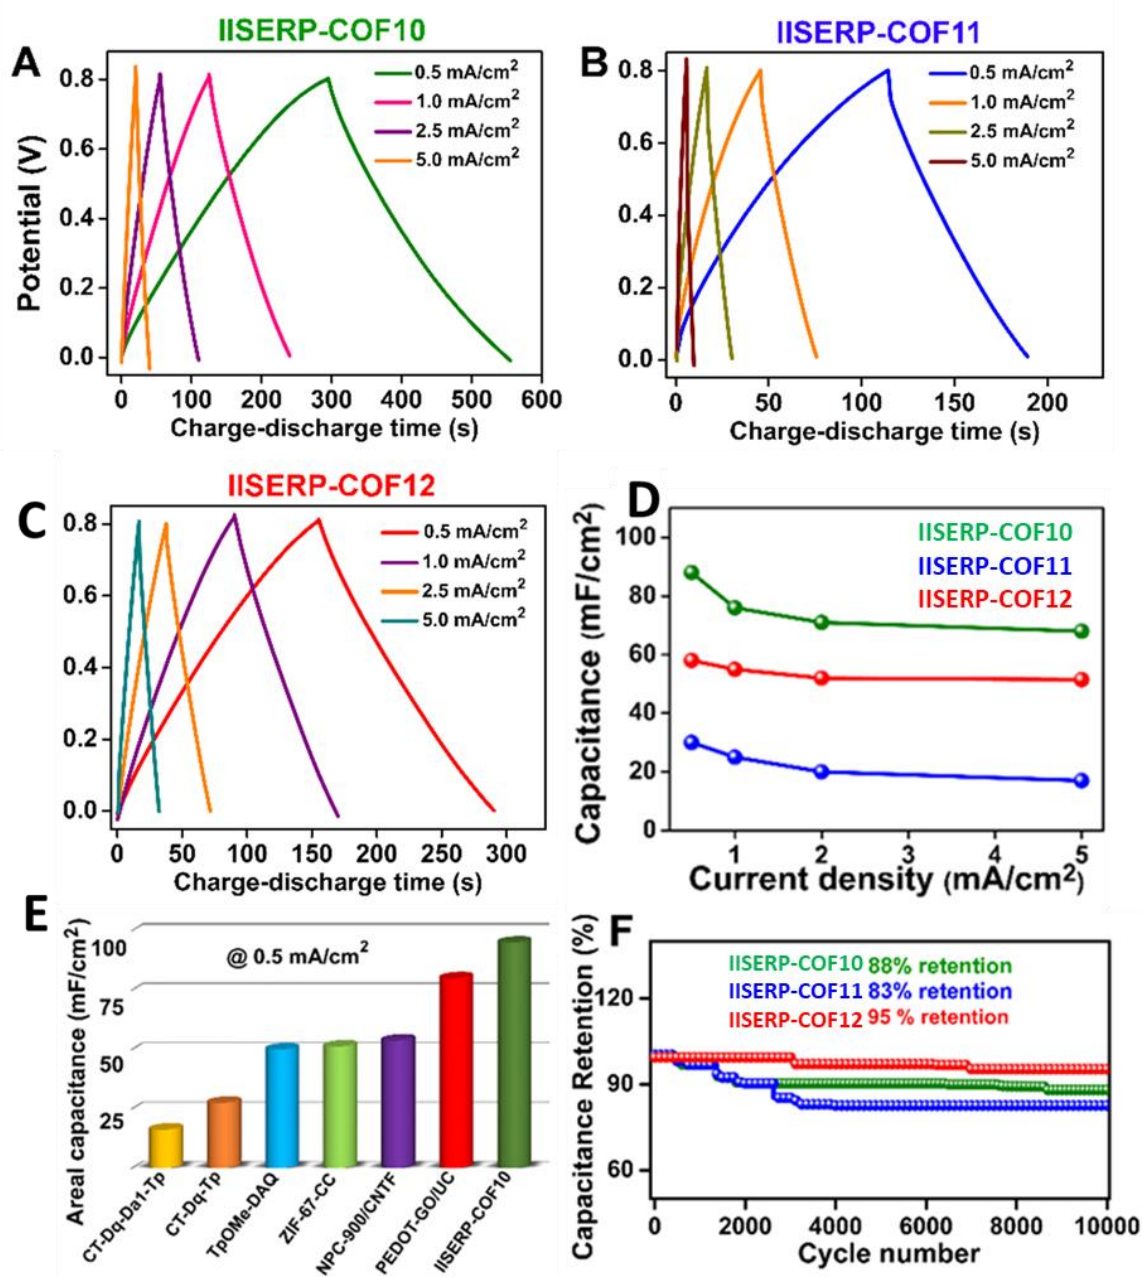 IISERP-COF10
A
0.5 mA/cm²
1.0 mA/cm²
2.5 mA/cm²
5.0 mA/cm²
Potential (V)
0.8
0.6
0.4
0.2
0.0
0 100 200 300 400 500 600
Charge-discharge time (s)
IISERP-COF11
B
0.5 mA/cm²
1.0 mA/cm²
2.5 mA/cm²
5.0 mA/cm²
0.8
0.6
0.4
0.2
0.0
0 50 100 150 200
Charge-discharge time (s)
IISERP-COF12
C
0.5 mA/cm²
1.0 mA/cm²
2.5 mA/cm²
5.0 mA/cm²
0.8
0.6
0.4
0.2
0.0
0 50 100 150 200 250 300
Charge-discharge time (s)
D
IISERP-COF10
IISERP-COF11
IISERP-COF12
Capacitance (mF/cm²)
100
80
60
40
20
0
1 2 3 4 5
Current density (mA/cm²)
E
@ 0.5 mA/cm²
Areal capacitance (mF/cm²)
100
75
50
25
CT-Dq-Da1-Tp
CT-Dq-Tp
TpOMe-DAQ
ZIF-67-CC
NPC-900/CNTF
PEDOT-GO/UC
IISERP-COF10
F
IISERP-COF10 88% retention
IISERP-COF11 83% retention
IISERP-COF12 95 % retention
Capacitance Retention (%)
120
90
60
0 2000 4000 6000 8000 10000
Cycle number